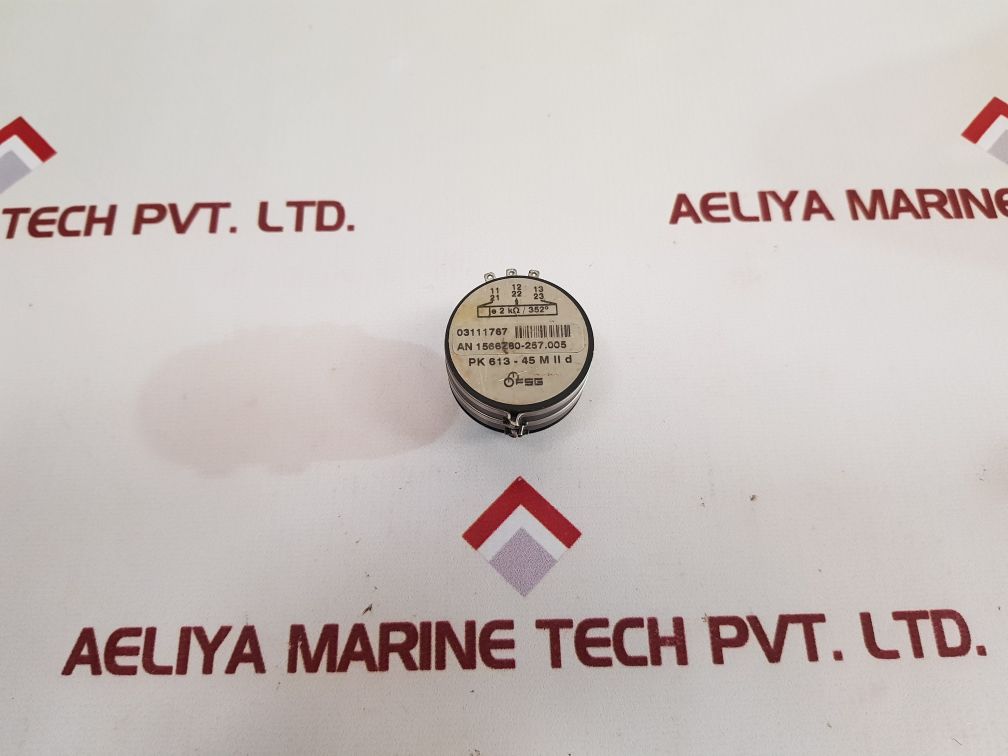 TECH PVT. LTD.
AELIYA MARINE
11 12 13
21 22 23
2 kΩ / 352°
03111767
AN 1566Z80-257.005
PK 613 - 45 M II d
FSG
AELIYA MARINE TECH PVT. LTD.